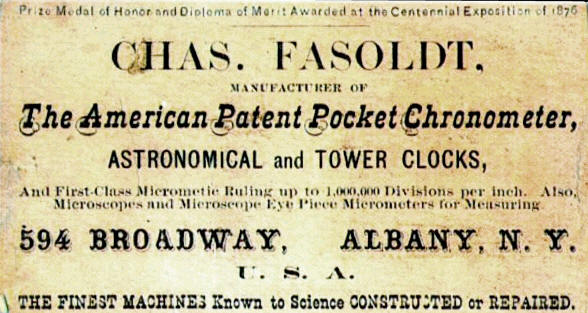 Prize Medal of Honor and Diploma of Merit Awarded at the Centennial Exposition of 1876
CHAS. FASOLDT,
MANUFACTURER OF
The American Patent Pocket Chronometer,
ASTRONOMICAL and TOWER CLOCKS,
And First-Class Micrometic Ruling up to 1,000,000 Divisions per inch. Also,
Microscopes and Microscope Eye Piece Micrometers for Measuring.
594 BROADWAY, ALBANY, N. Y.
U. S. A.
THE FINEST MACHINES Known to Science CONSTRUCTED or REPAIRED.